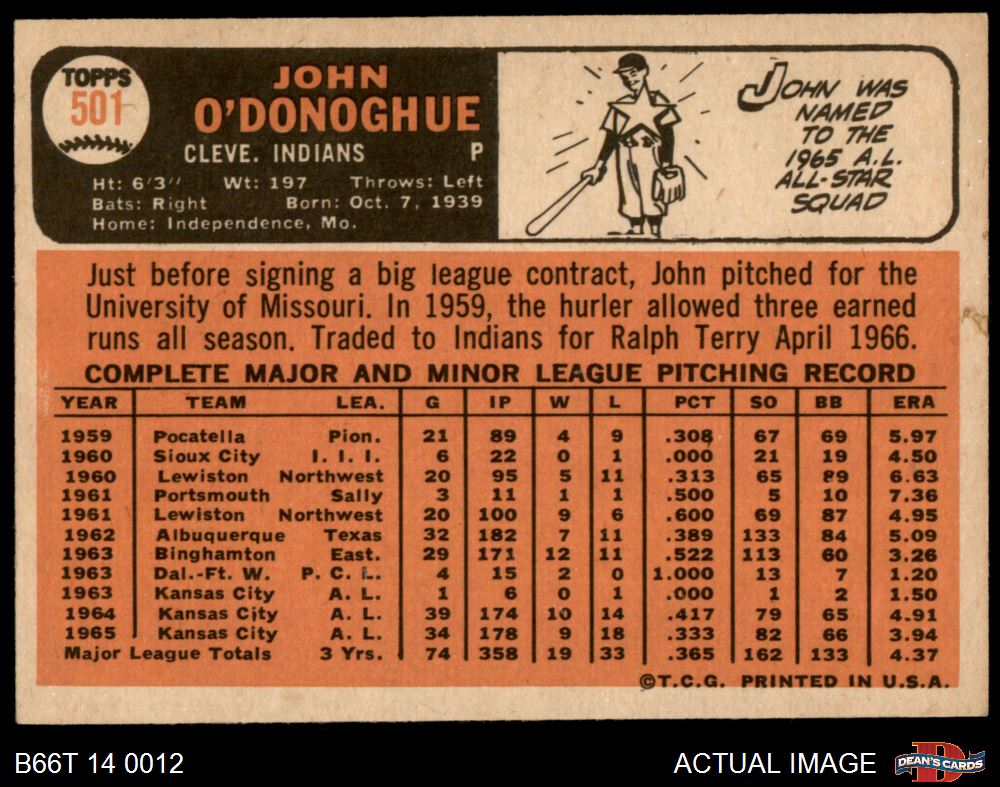 TOPPS
501
JOHN
O'DONOGHUE
CLEVE. INDIANS P
Ht: 6'3" Wt: 197 Throws: Left
Bats: Right Born: Oct. 7, 1939
Home: Independence, Mo.
JOHN WAS
NAMED
TO THE
1965 A.L.
ALL-STAR
SQUAD
Just before signing a big league contract, John pitched for the
University of Missouri. In 1959, the hurler allowed three earned
runs all season. Traded to Indians for Ralph Terry April 1966.
COMPLETE MAJOR AND MINOR LEAGUE PITCHING RECORD
YEAR TEAM LEA. G IP W L PCT SO BB ERA
1959 Pocatella Pion. 21 89 4 9 .308 67 69 5.97
1960 Sioux City I. I. I. 6 22 0 1 .000 21 19 4.50
1960 Lewiston Northwest 20 95 5 11 .313 65 89 6.63
1961 Portsmouth Sally 3 11 1 1 .500 5 10 7.36
1961 Lewiston Northwest 20 100 9 6 .600 69 87 4.95
1962 Albuquerque Texas 32 182 7 11 .389 133 84 5.09
1963 Binghamton East. 29 171 12 11 .522 113 60 3.26
1963 Dal.-Ft. W. P. C. L. 4 15 2 0 1.000 13 7 1.20
1963 Kansas City A. L. 1 6 0 1 .000 1 2 1.50
1964 Kansas City A. L. 39 174 10 14 .417 79 65 4.91
1965 Kansas City A. L. 34 178 9 18 .333 82 66 3.94
Major League Totals 3 Yrs. 74 358 19 33 .365 162 133 4.37
©T.C.G. PRINTED IN U.S.A.
B66T 14 0012 ACTUAL IMAGE DEAN'S CARDS